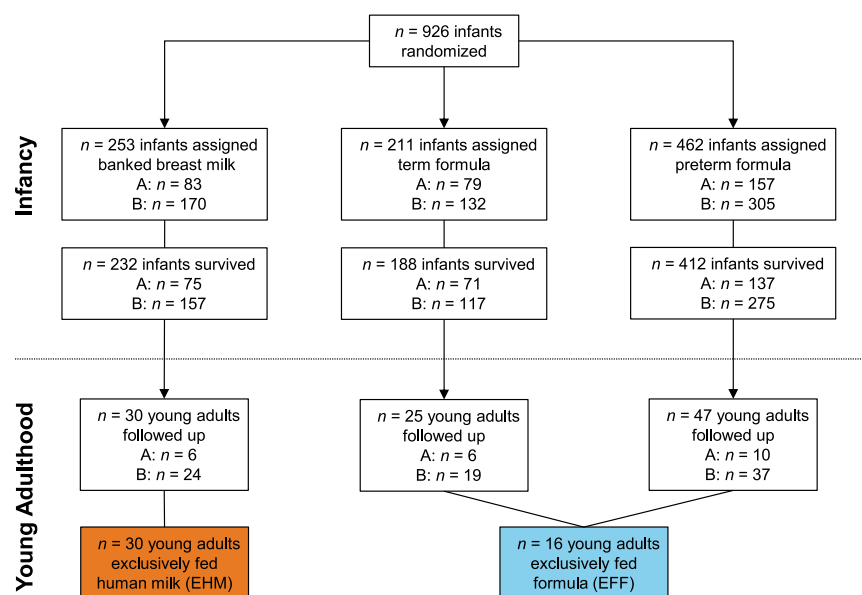 n = 926 infants
randomized
Infancy
n = 253 infants assigned
banked breast milk
A: n = 83
B: n = 170
n = 211 infants assigned
term formula
A: n = 79
B: n = 132
n = 462 infants assigned
preterm formula
A: n = 157
B: n = 305
n = 232 infants survived
A: n = 75
B: n = 157
n = 188 infants survived
A: n = 71
B: n = 117
n = 412 infants survived
A: n = 137
B: n = 275
Young Adulthood
n = 30 young adults
followed up
A: n = 6
B: n = 24
n = 25 young adults
followed up
A: n = 6
B: n = 19
n = 47 young adults
followed up
A: n = 10
B: n = 37
n = 30 young adults
exclusively fed
human milk (EHM)
n = 16 young adults
exclusively fed
formula (EFF)